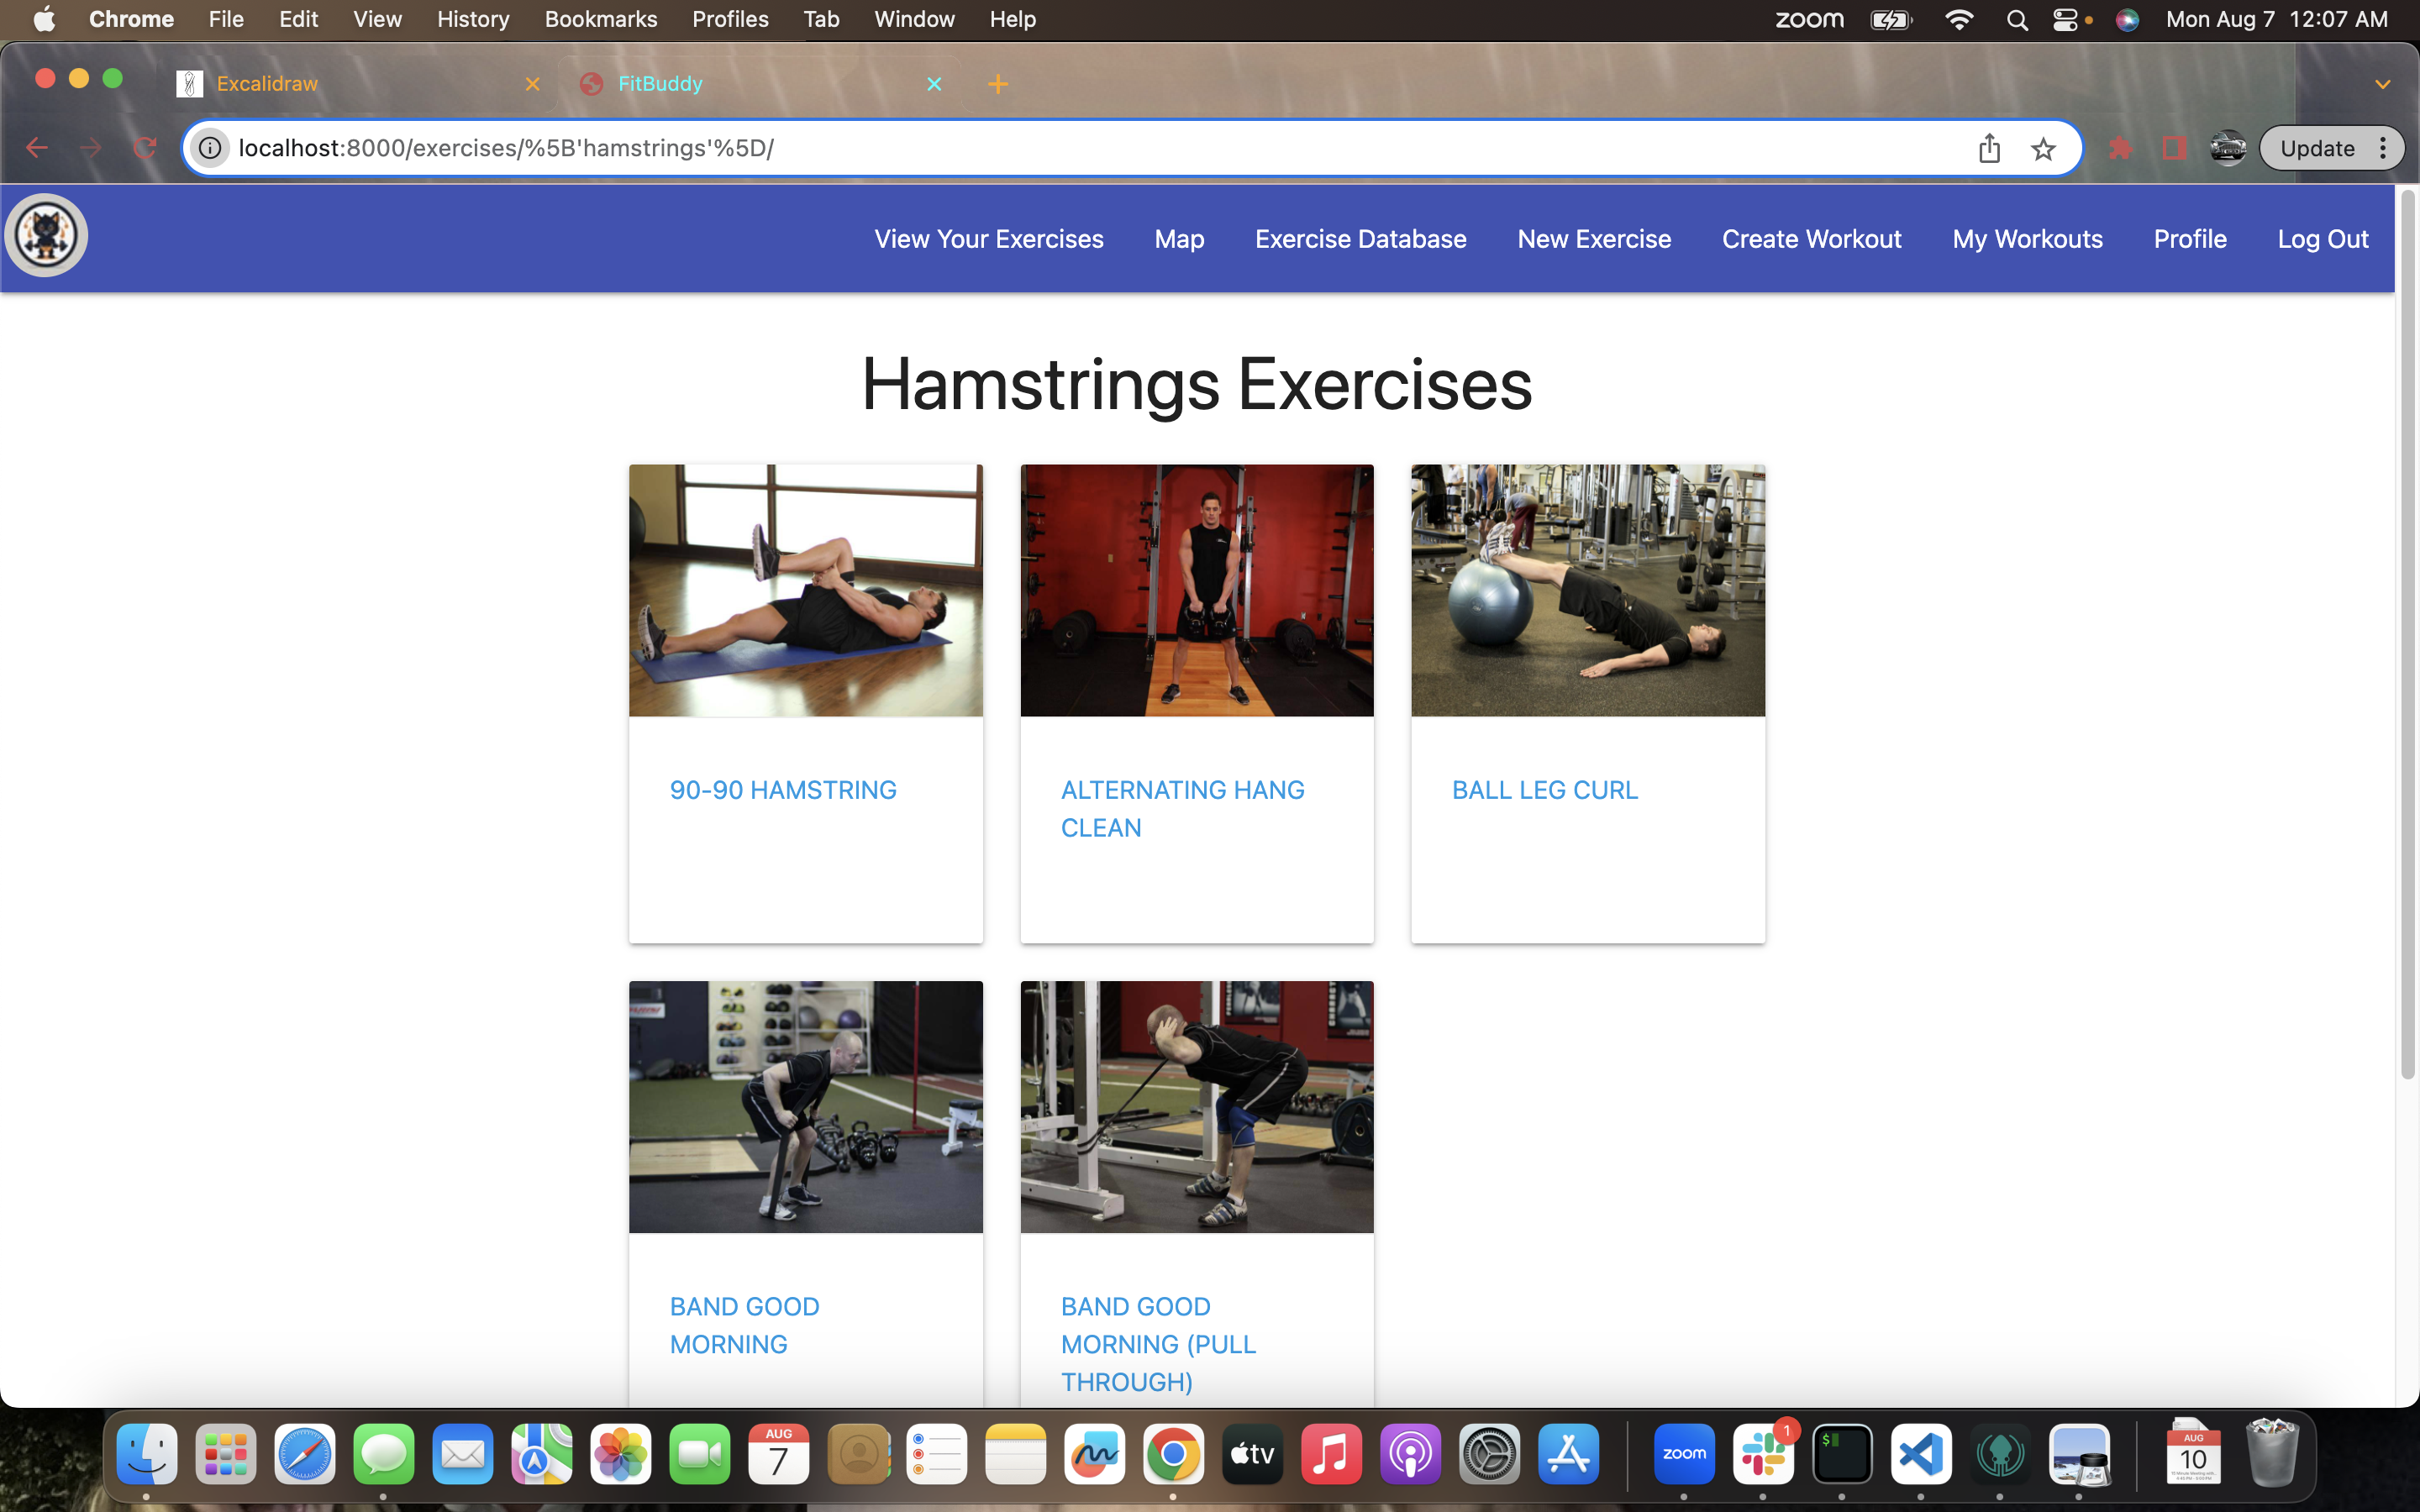 Chrome File Edit View History Bookmarks Profiles Tab Window Help zoom Mon Aug 7 12:07 AM
Excalidraw FitBuddy
localhost:8000/exercises/%5B'hamstrings'%5D/ Update
View Your Exercises Map Exercise Database New Exercise Create Workout My Workouts Profile Log Out
Hamstrings Exercises
90-90 HAMSTRING
ALTERNATING HANG
CLEAN
BALL LEG CURL
BAND GOOD
MORNING
BAND GOOD
MORNING (PULL
THROUGH)
AUG
7
tv
zoom
1
$
AUG
10